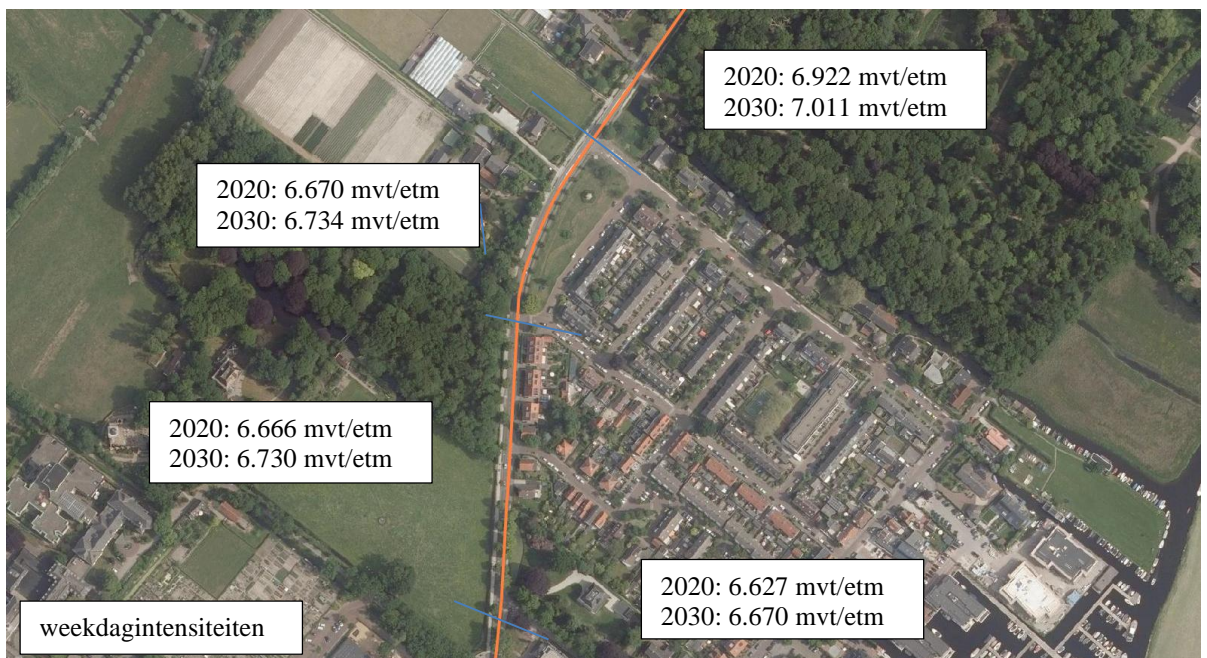 2020: 6.922 mvt/etm
2030: 7.011 mvt/etm
2020: 6.670 mvt/etm
2030: 6.734 mvt/etm
2020: 6.666 mvt/etm
2030: 6.730 mvt/etm
2020: 6.627 mvt/etm
2030: 6.670 mvt/etm
weekdagintensiteiten